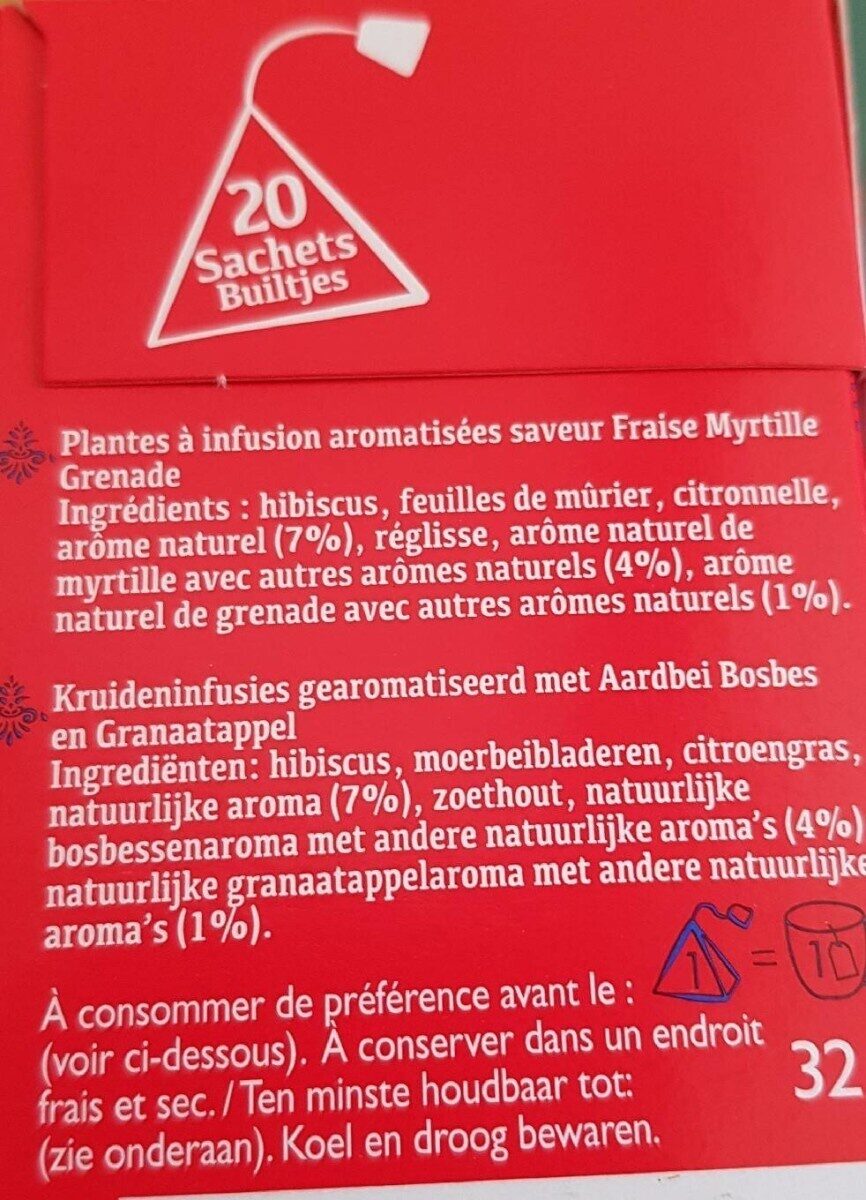 20
Sachets
Builtjes
Plantes à infusion aromatisées saveur Fraise Myrtille
Grenade
Ingrédients : hibiscus, feuilles de mûrier, citronnelle,
arôme naturel (7%), réglisse, arôme naturel de
myrtille avec autres arômes naturels (4%), arôme
naturel de grenade avec autres arômes naturels (1%).
Kruideninfusies gearomatiseerd met Aardbei Bosbes
en Granaatappel
Ingrediënten: hibiscus, moerbeibladeren, citroengras,
natuurlijke aroma (7%), zoethout, natuurlijke
bosbessenaroma met andere natuurlijke aroma's (4%)
natuurlijke granaatappelaroma met andere natuurlijke
aroma's (1%).
1 = 1
À consommer de préférence avant le :
(voir ci-dessous). À conserver dans un endroit
frais et sec. / Ten minste houdbaar tot:
(zie onderaan). Koel en droog bewaren.
32